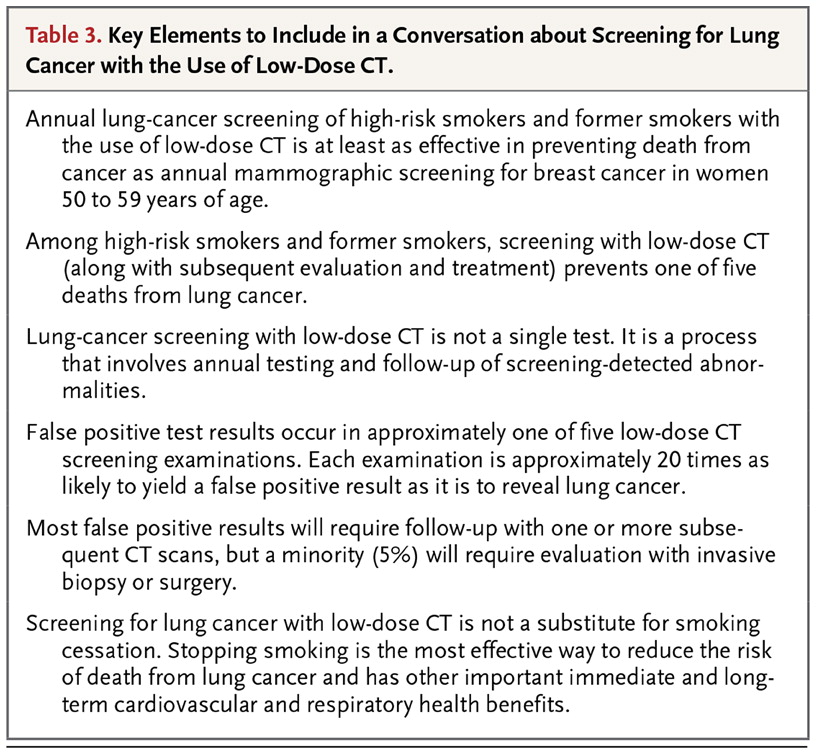 Table 3. Key Elements to Include in a Conversation about Screening for Lung
Cancer with the Use of Low-Dose CT.
Annual lung-cancer screening of high-risk smokers and former smokers with
the use of low-dose CT is at least as effective in preventing death from
cancer as annual mammographic screening for breast cancer in women
50 to 59 years of age.
Among high-risk smokers and former smokers, screening with low-dose CT
(along with subsequent evaluation and treatment) prevents one of five
deaths from lung cancer.
Lung-cancer screening with low-dose CT is not a single test. It is a process
that involves annual testing and follow-up of screening-detected abnor-
malities.
False positive test results occur in approximately one of five low-dose CT
screening examinations. Each examination is approximately 20 times as
likely to yield a false positive result as it is to reveal lung cancer.
Most false positive results will require follow-up with one or more subse-
quent CT scans, but a minority (5%) will require evaluation with invasive
biopsy or surgery.
Screening for lung cancer with low-dose CT is not a substitute for smoking
cessation. Stopping smoking is the most effective way to reduce the risk
of death from lung cancer and has other important immediate and long-
term cardiovascular and respiratory health benefits.